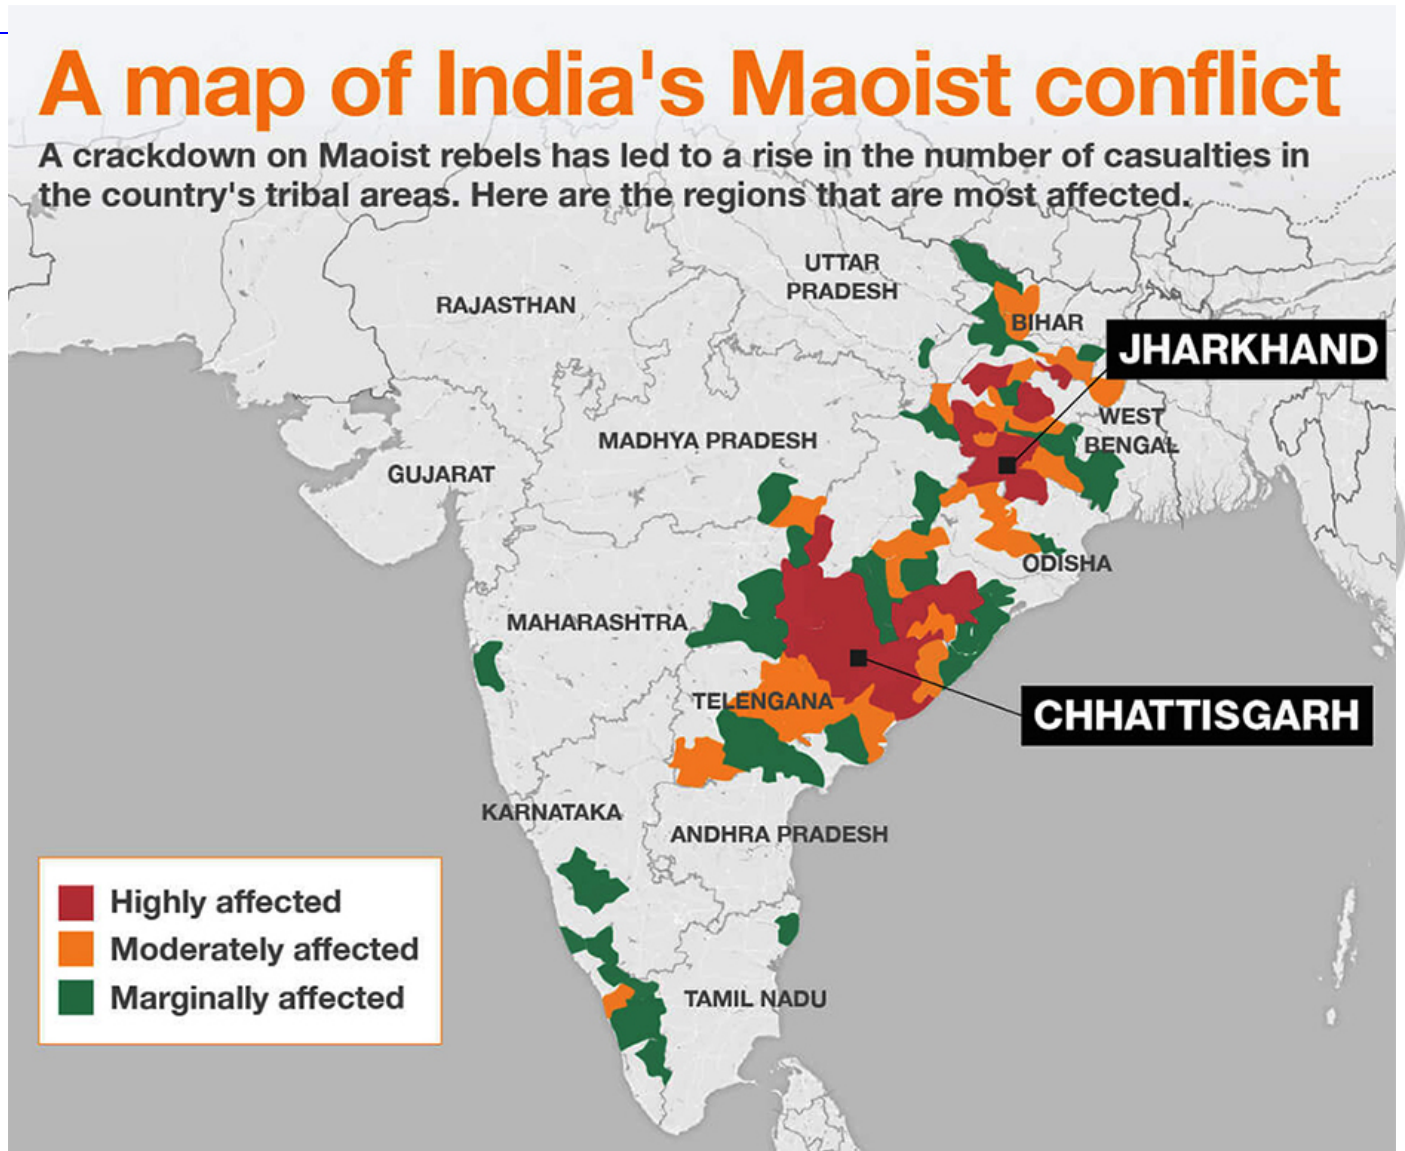 A map of India's Maoist conflict
A crackdown on Maoist rebels has led to a rise in the number of casualties in
the country's tribal areas. Here are the regions that are most affected.
UTTAR
PRADESH
RAJASTHAN
BIHAR
JHARKHAND
WEST
BENGAL
MADHYA PRADESH
GUJARAT
ODISHA
MAHARASHTRA
TELENGANA
CHHATTISGARH
KARNATAKA
ANDHRA PRADESH
Highly affected
Moderately affected
Marginally affected
TAMIL NADU